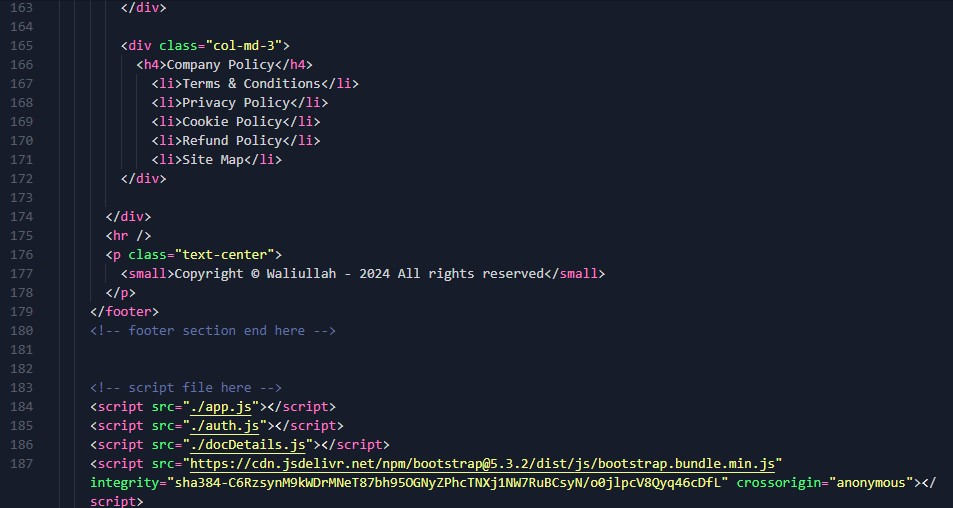 163 </div>
164
165 <div class="col-md-3">
166 <h4>Company Policy</h4>
167 <li>Terms & Conditions</li>
168 <li>Privacy Policy</li>
169 <li>Cookie Policy</li>
170 <li>Refund Policy</li>
171 <li>Site Map</li>
172 </div>
173
174 </div>
175 <hr />
176 <p class="text-center">
177 <small>Copyright © Waliullah - 2024 All rights reserved</small>
178 </p>
179 </footer>
180 <!-- footer section end here -->
181
182
183 <!-- script file here -->
184 <script src="./app.js"></script>
185 <script src="./auth.js"></script>
186 <script src="./docDetails.js"></script>
187 <script src="https://cdn.jsdelivr.net/npm/bootstrap@5.3.2/dist/js/bootstrap.bundle.min.js"
integrity="sha384-C6RzsynM9kWDrMNeT87bh95OGNyZPhcTNXj1NW7RuBCsyN/o0jlpcV8Qyq46cDfL" crossorigin="anonymous"></
script>